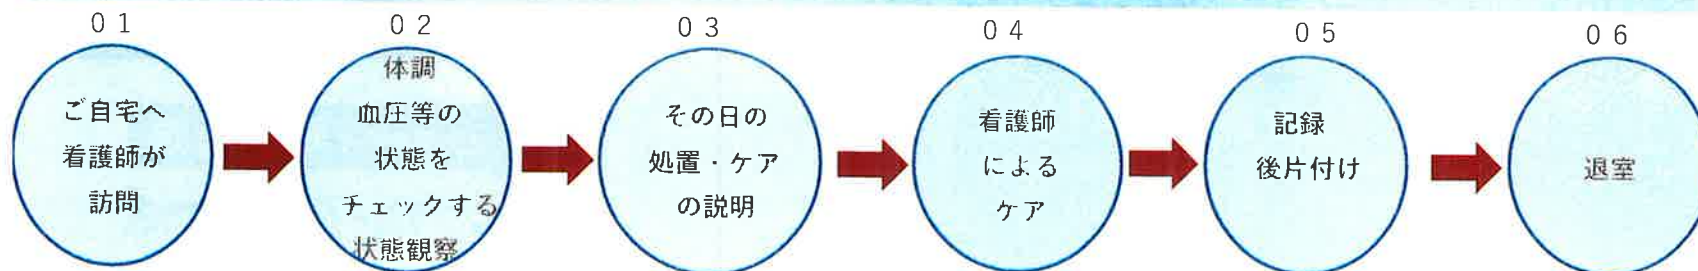 01
ご自宅へ
看護師が
訪問
02
体調
血圧等の
状態を
チェックする
状態観察
03
その日の
処置・ケア
の説明
04
看護師
による
ケア
05
記録
後片付け
06
退室